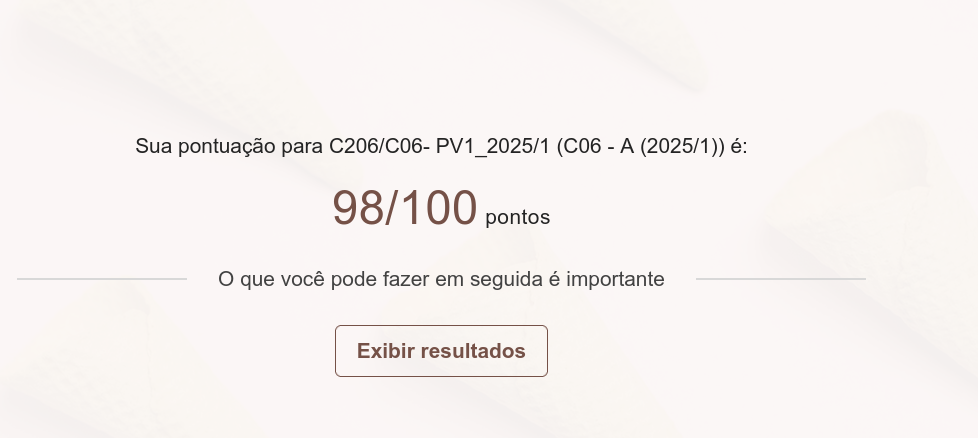 Sua pontuação para C206/C06- PV1_2025/1 (C06 - A (2025/1)) é:
98/100 pontos
O que você pode fazer em seguida é importante
Exibir resultados